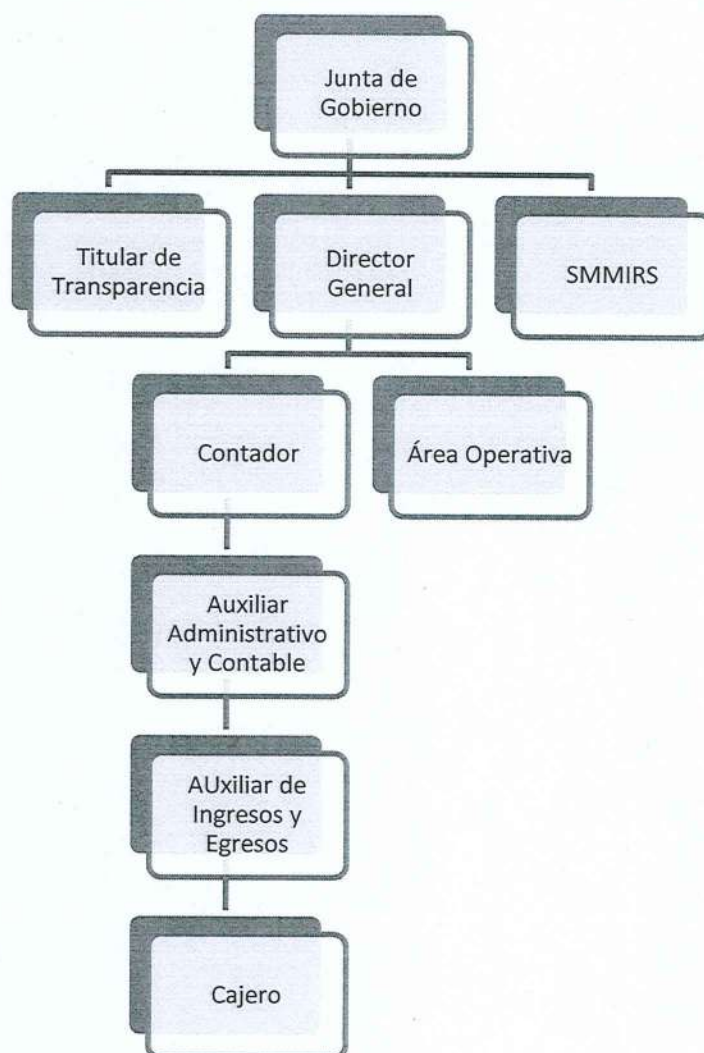 Junta de
Gobierno
Titular de
Transparencia
Director
General
SMMIRS
Contador
Área Operativa
Auxiliar
Administrativo
y Contable
AUxiliar de
Ingresos y
Egresos
Cajero